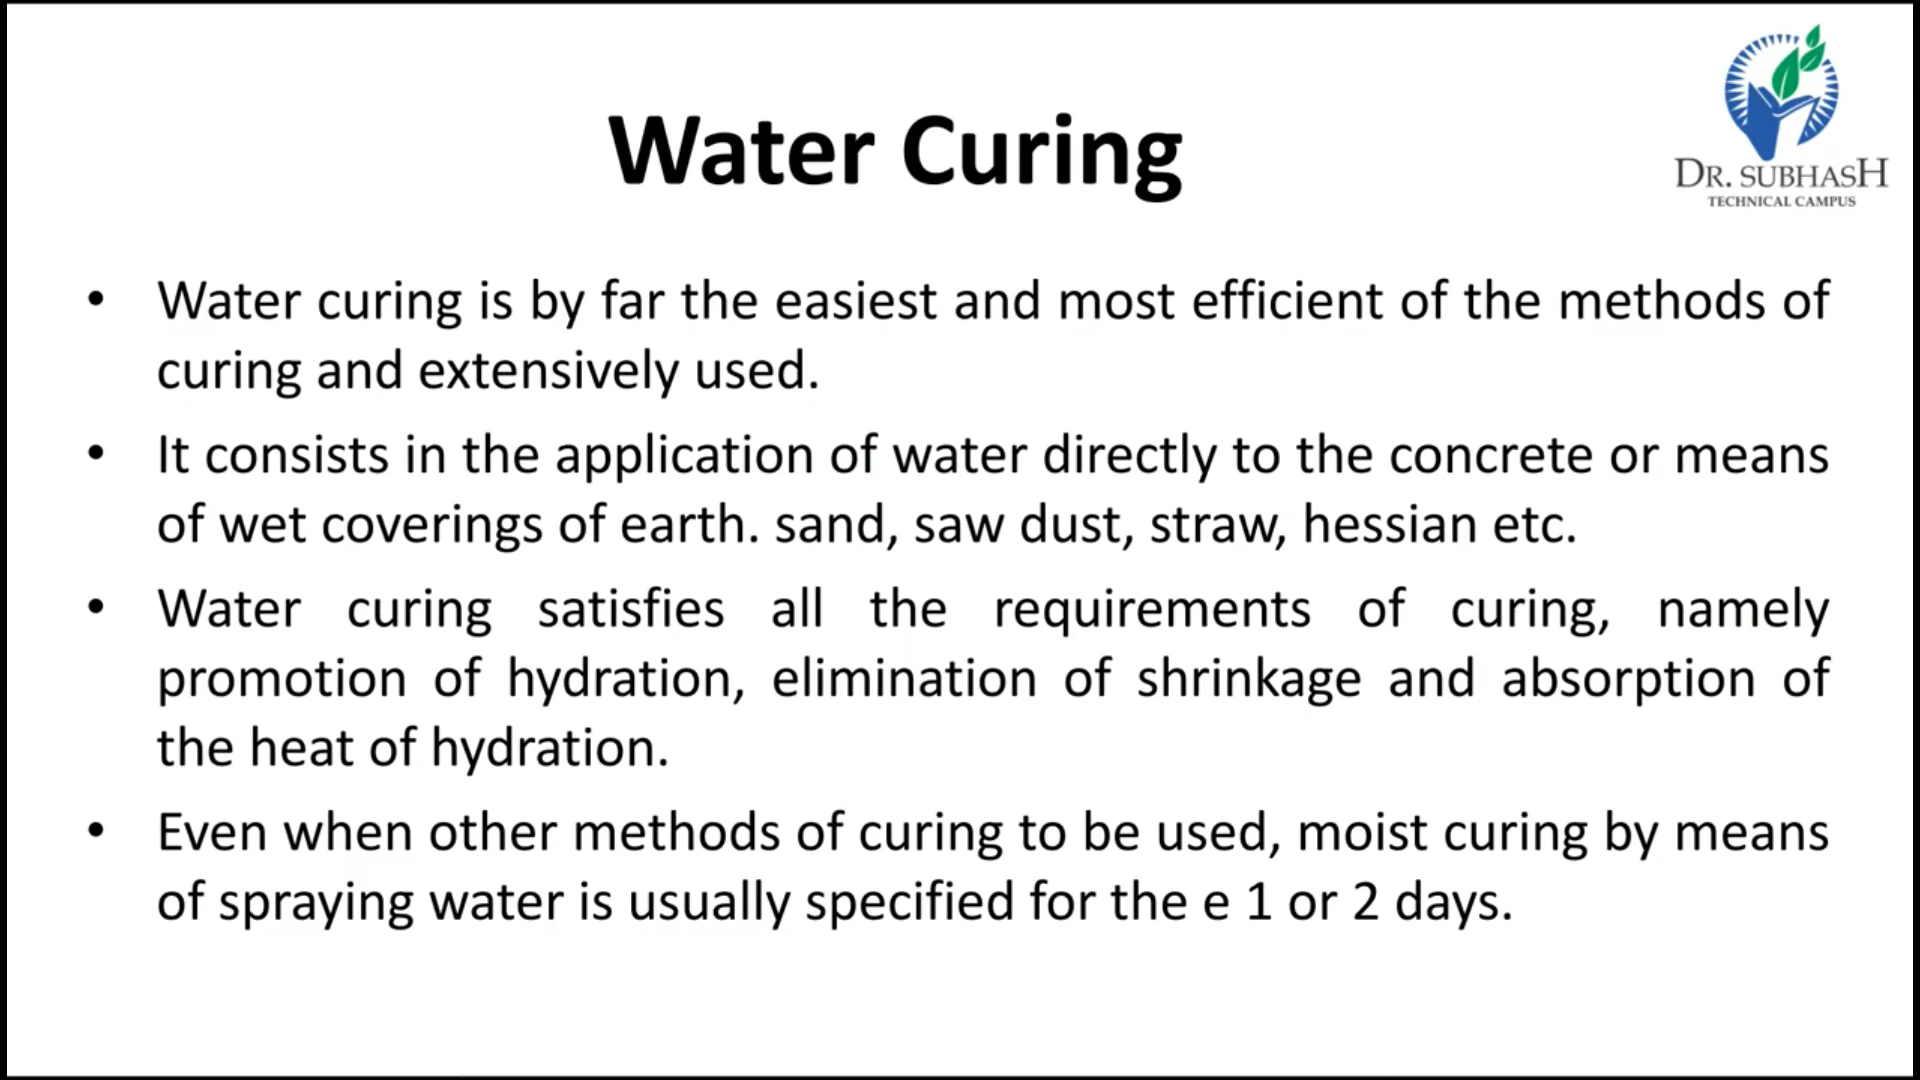 DR. SUBHASH
TECHNICAL CAMPUS
Water Curing
• Water curing is by far the easiest and most efficient of the methods of
curing and extensively used.
• It consists in the application of water directly to the concrete or means
of wet coverings of earth. sand, saw dust, straw, hessian etc.
• Water curing satisfies all the requirements of curing, namely
promotion of hydration, elimination of shrinkage and absorption of
the heat of hydration.
• Even when other methods of curing to be used, moist curing by means
of spraying water is usually specified for the e 1 or 2 days.